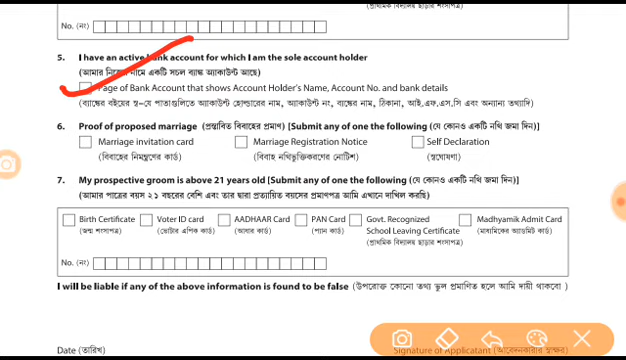 (প্রাথমিক বিদ্যালয় ছাড়ার শংসাপত্র)
No. (নং)
5. I have an active bank account for which I am the sole account holder
(আমার নিজের নামে একটি সচল ব্যাঙ্ক অ্যাকাউন্ট আছে)
Page of Bank Account that shows Account Holder's Name, Account No. and bank details
(ব্যাঙ্কের বইয়ের স্ব-যে পাতাগুলিতে অ্যাকাউন্ট হোল্ডারের নাম, অ্যাকাউন্ট নং, ব্যাঙ্কের নাম, ঠিকানা, আই.এফ.এস.সি এবং অন্যান্য তথ্যাদি)
6. Proof of proposed marriage (প্রস্তাবিত বিবাহের প্রমাণ) [Submit any of one the following (যে কোনও একটি নথি জমা দিন)]
Marriage invitation card Marriage Registration Notice Self Declaration
(বিবাহের নিমন্ত্রণের কার্ড) (বিবাহ নথিভুক্তিকরণের নোটিশ) (স্বঘোষণা)
7. My prospective groom is above 21 years old [Submit any of one the following (যে কোনও একটি নথি জমা দিন)]
(আমার পাত্রের বয়স ২১ বছরের বেশি এবং তার দ্বারা প্রত্যায়িত বয়সের প্রমাণপত্র আমি এখানে দাখিল করছি)
Birth Certificate Voter ID card AADHAAR Card PAN Card Govt. Recognized Madhyamik Admit Card
(জন্ম শংসাপত্র) (ভোটার এপিক কার্ড) (আধার কার্ড) (প্যান কার্ড) School Leaving Certificate (মাধ্যমিকের অ্যাডমিট কার্ড)
(প্রাথমিক বিদ্যালয় ছাড়ার শংসাপত্র)
No. (নং)
I will be liable if any of the above information is found to be false (উপরোক্ত কোনো তথ্য ভুল প্রমাণিত হলে আমি দায়ী থাকবো )
Date (তারিখ) Signature of Applicatant (আবেদনকারীর স্বাক্ষর)